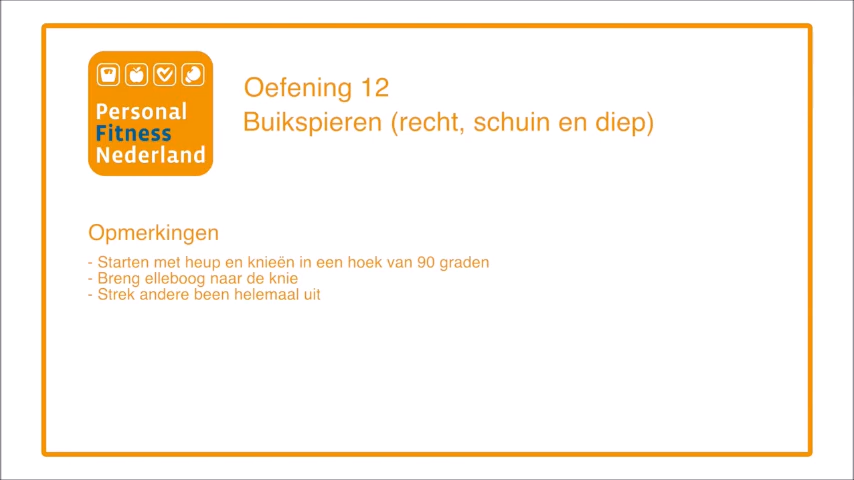 Personal
Fitness
Nederland
Oefening 12
Buikspieren (recht, schuin en diep)
Opmerkingen
- Starten met heup en knieën in een hoek van 90 graden
- Breng elleboog naar de knie
- Strek andere been helemaal uit